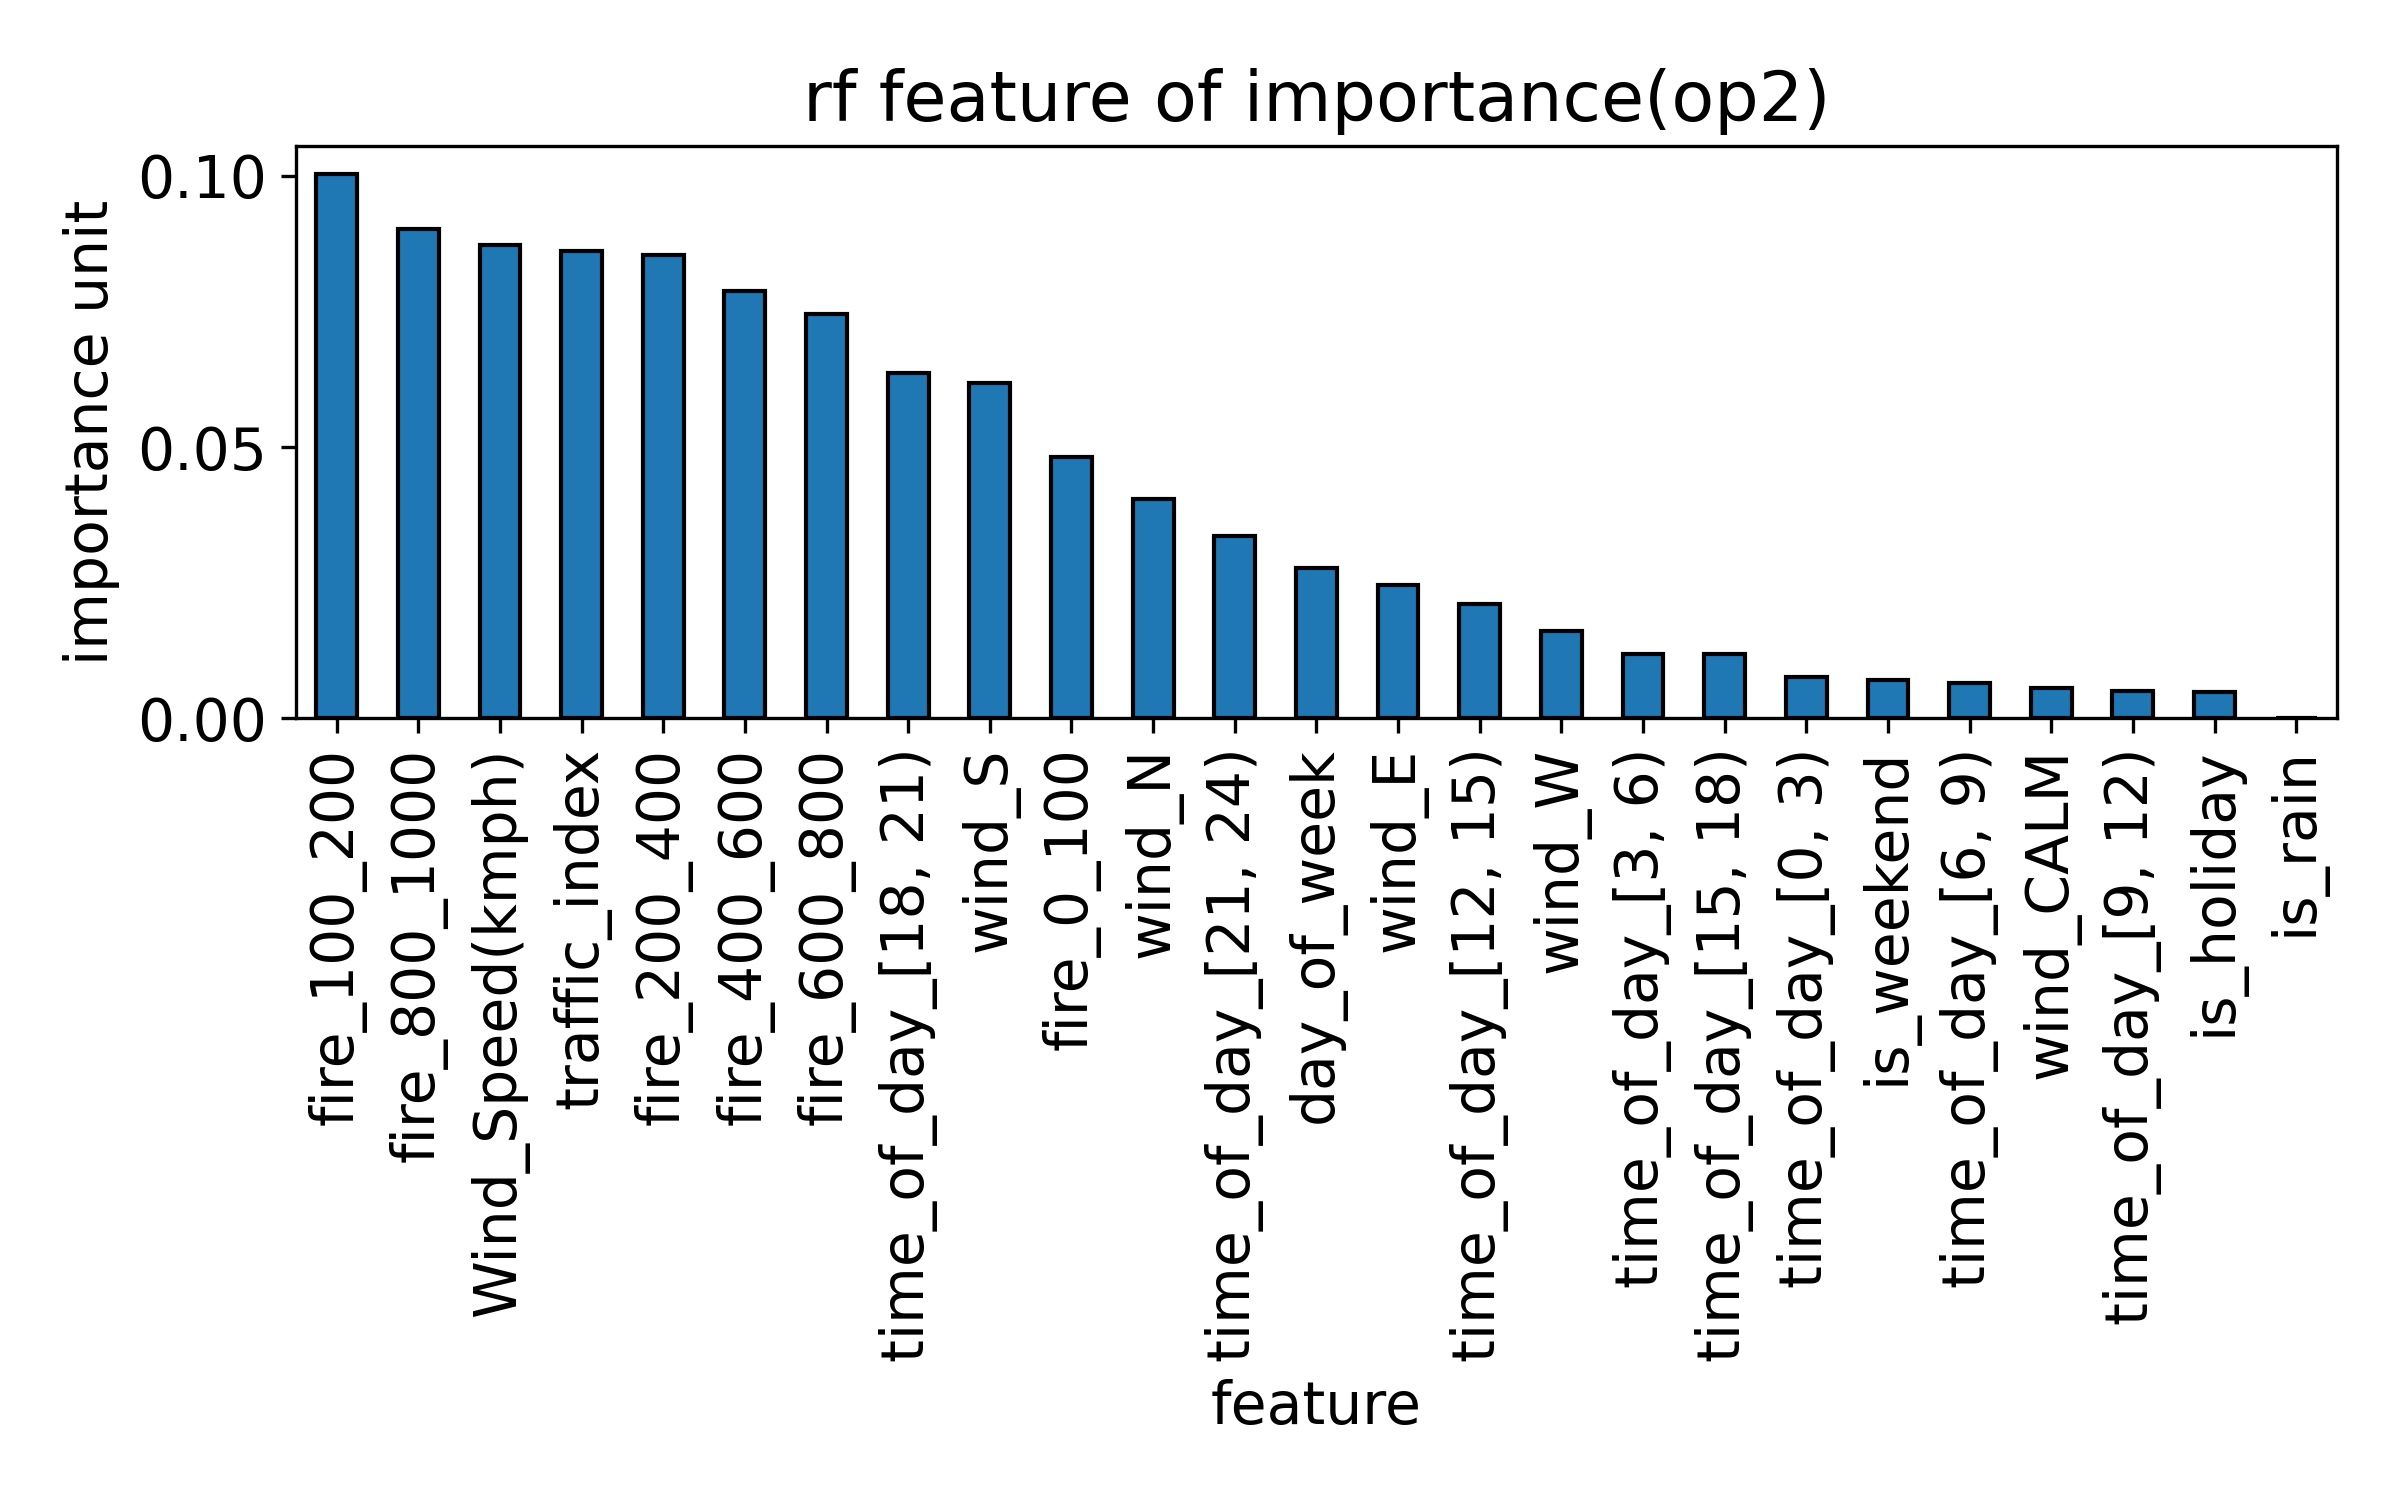 rf feature of importance(op2)
importance unit
0.10
0.05
0.00
fire_100_200
fire_800_1000
Wind_Speed(kmph)
traffic_index
fire_200_400
fire_400_600
fire_600_800
time_of_day_[18, 21)
wind_S
fire_0_100
wind_N
time_of_day_[21, 24)
day_of_week
wind_E
time_of_day_[12, 15)
wind_W
time_of_day_[3, 6)
time_of_day_[15, 18)
time_of_day_[0, 3)
is_weekend
time_of_day_[6, 9)
wind_CALM
time_of_day_[9, 12)
is_holiday
is_rain
feature